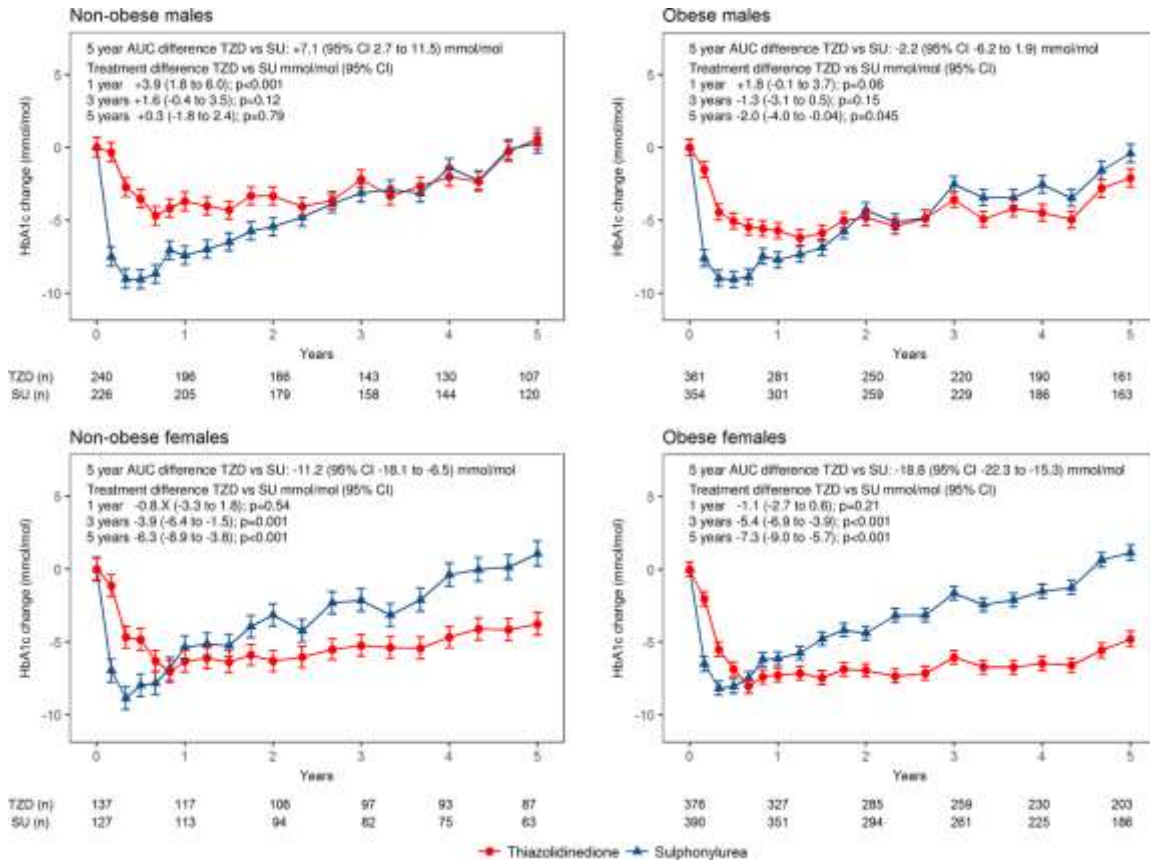 Non-obese males
5 year AUC difference TZD vs SU: +7.1 (95% CI 2.7 to 11.5) mmol/mol
Treatment difference TZD vs SU mmol/mol (95% CI)
1 year +3.9 (1.8 to 6.0); p<0.001
3 years +1.6 (-0.4 to 3.5); p=0.12
5 years +0.3 (-1.8 to 2.4); p=0.79
HbA1c change (mmol/mol)
5
0
-5
-10
0 1 2 3 4 5
Years
TZD (n) 240 196 166 143 130 107
SU (n) 226 205 179 158 144 120
Obese males
5 year AUC difference TZD vs SU: -2.2 (95% CI -6.2 to 1.9) mmol/mol
Treatment difference TZD vs SU mmol/mol (95% CI)
1 year +1.8 (-0.1 to 3.7); p=0.06
3 years -1.3 (-3.1 to 0.5); p=0.15
5 years -2.0 (-4.0 to -0.04); p=0.045
HbA1c change (mmol/mol)
5
0
-5
-10
0 1 2 3 4 5
Years
361 281 250 220 190 161
354 301 259 229 186 163
Non-obese females
5 year AUC difference TZD vs SU: -11.2 (95% CI -18.1 to -6.5) mmol/mol
Treatment difference TZD vs SU mmol/mol (95% CI)
1 year -0.8.X (-3.3 to 1.8); p=0.54
3 years -3.9 (-6.4 to -1.5); p=0.001
5 years -6.3 (-8.9 to -3.8); p<0.001
HbA1c change (mmol/mol)
5
0
-5
-10
0 1 2 3 4 5
Years
TZD (n) 137 117 106 97 93 87
SU (n) 127 113 94 82 75 63
Obese females
5 year AUC difference TZD vs SU: -18.8 (95% CI -22.3 to -15.3) mmol/mol
Treatment difference TZD vs SU mmol/mol (95% CI)
1 year -1.1 (-2.7 to 0.6); p=0.21
3 years -5.4 (-6.9 to -3.9); p<0.001
5 years -7.3 (-9.0 to -5.7); p<0.001
HbA1c change (mmol/mol)
5
0
-5
-10
0 1 2 3 4 5
Years
376 327 285 259 230 203
390 351 294 261 225 186
Thiazolidinedione Sulphonylurea